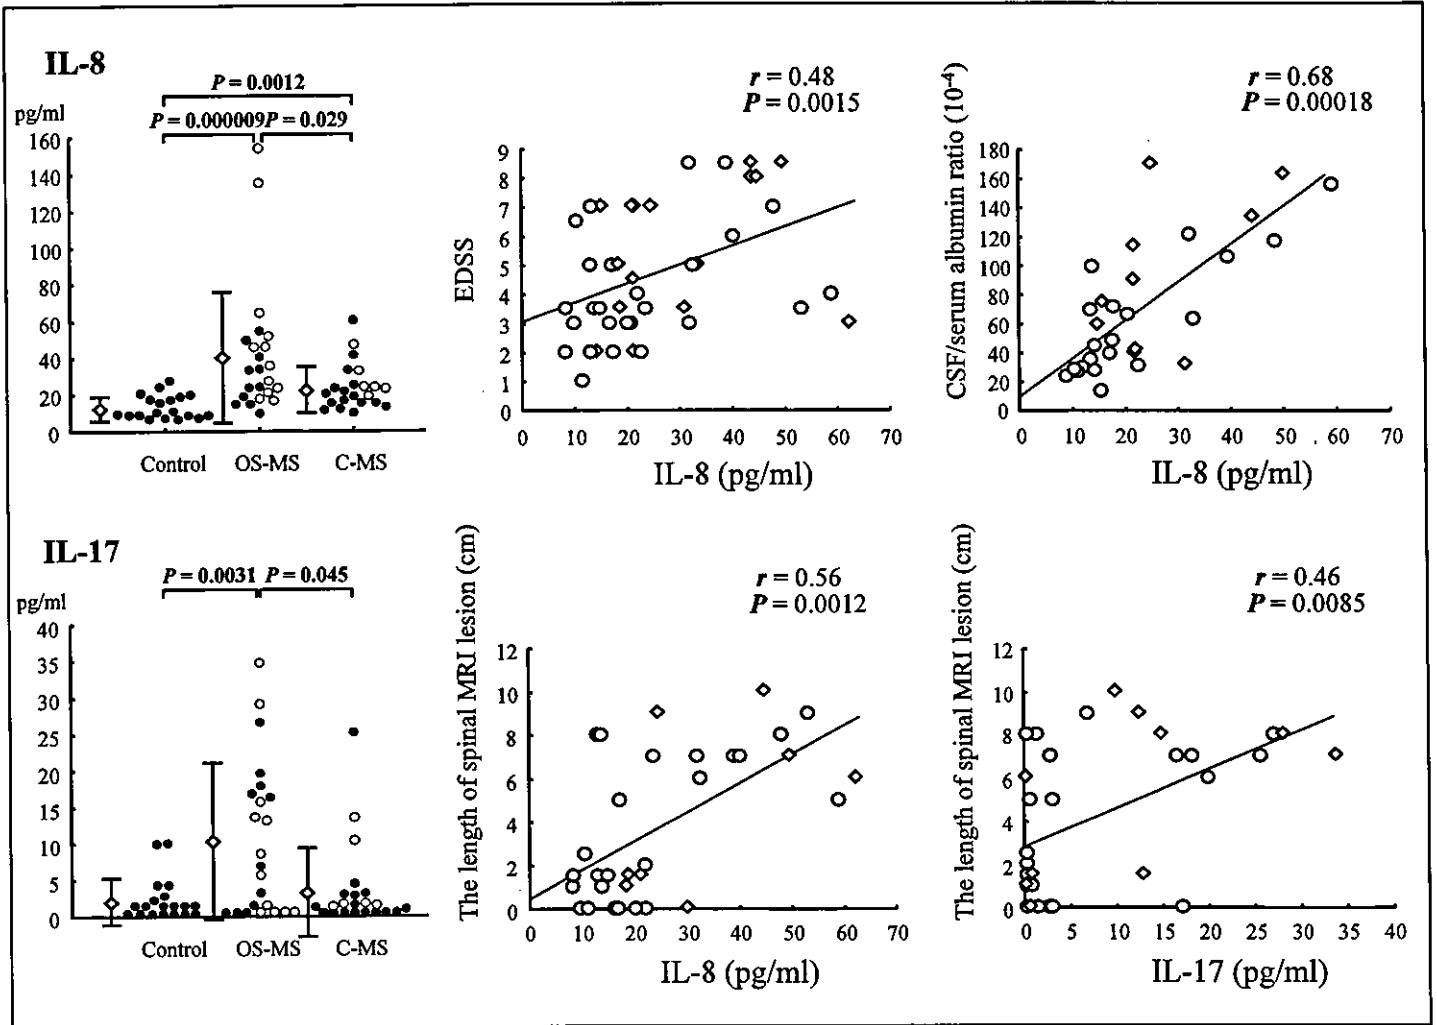 IL-8
P = 0.0012
pg/ml
P = 0.000009 P = 0.029
160
140
120
100
80
60
40
20
0
Control OS-MS C-MS
r = 0.48
P = 0.0015
EDSS
9
8
7
6
5
4
3
2
1
0
0 10 20 30 40 50 60 70
IL-8 (pg/ml)
r = 0.68
P = 0.00018
CSF/serum albumin ratio (10-4)
180
160
140
120
100
80
60
40
20
0
0 10 20 30 40 50 60 70
IL-8 (pg/ml)
IL-17
P = 0.0031 P = 0.045
pg/ml
40
35
30
25
20
15
10
5
0
Control OS-MS C-MS
r = 0.56
P = 0.0012
The length of spinal MRI lesion (cm)
12
10
8
6
4
2
0
0 10 20 30 40 50 60 70
IL-8 (pg/ml)
r = 0.46
P = 0.0085
The length of spinal MRI lesion (cm)
12
10
8
6
4
2
0
0 5 10 15 20 25 30 35 40
IL-17 (pg/ml)